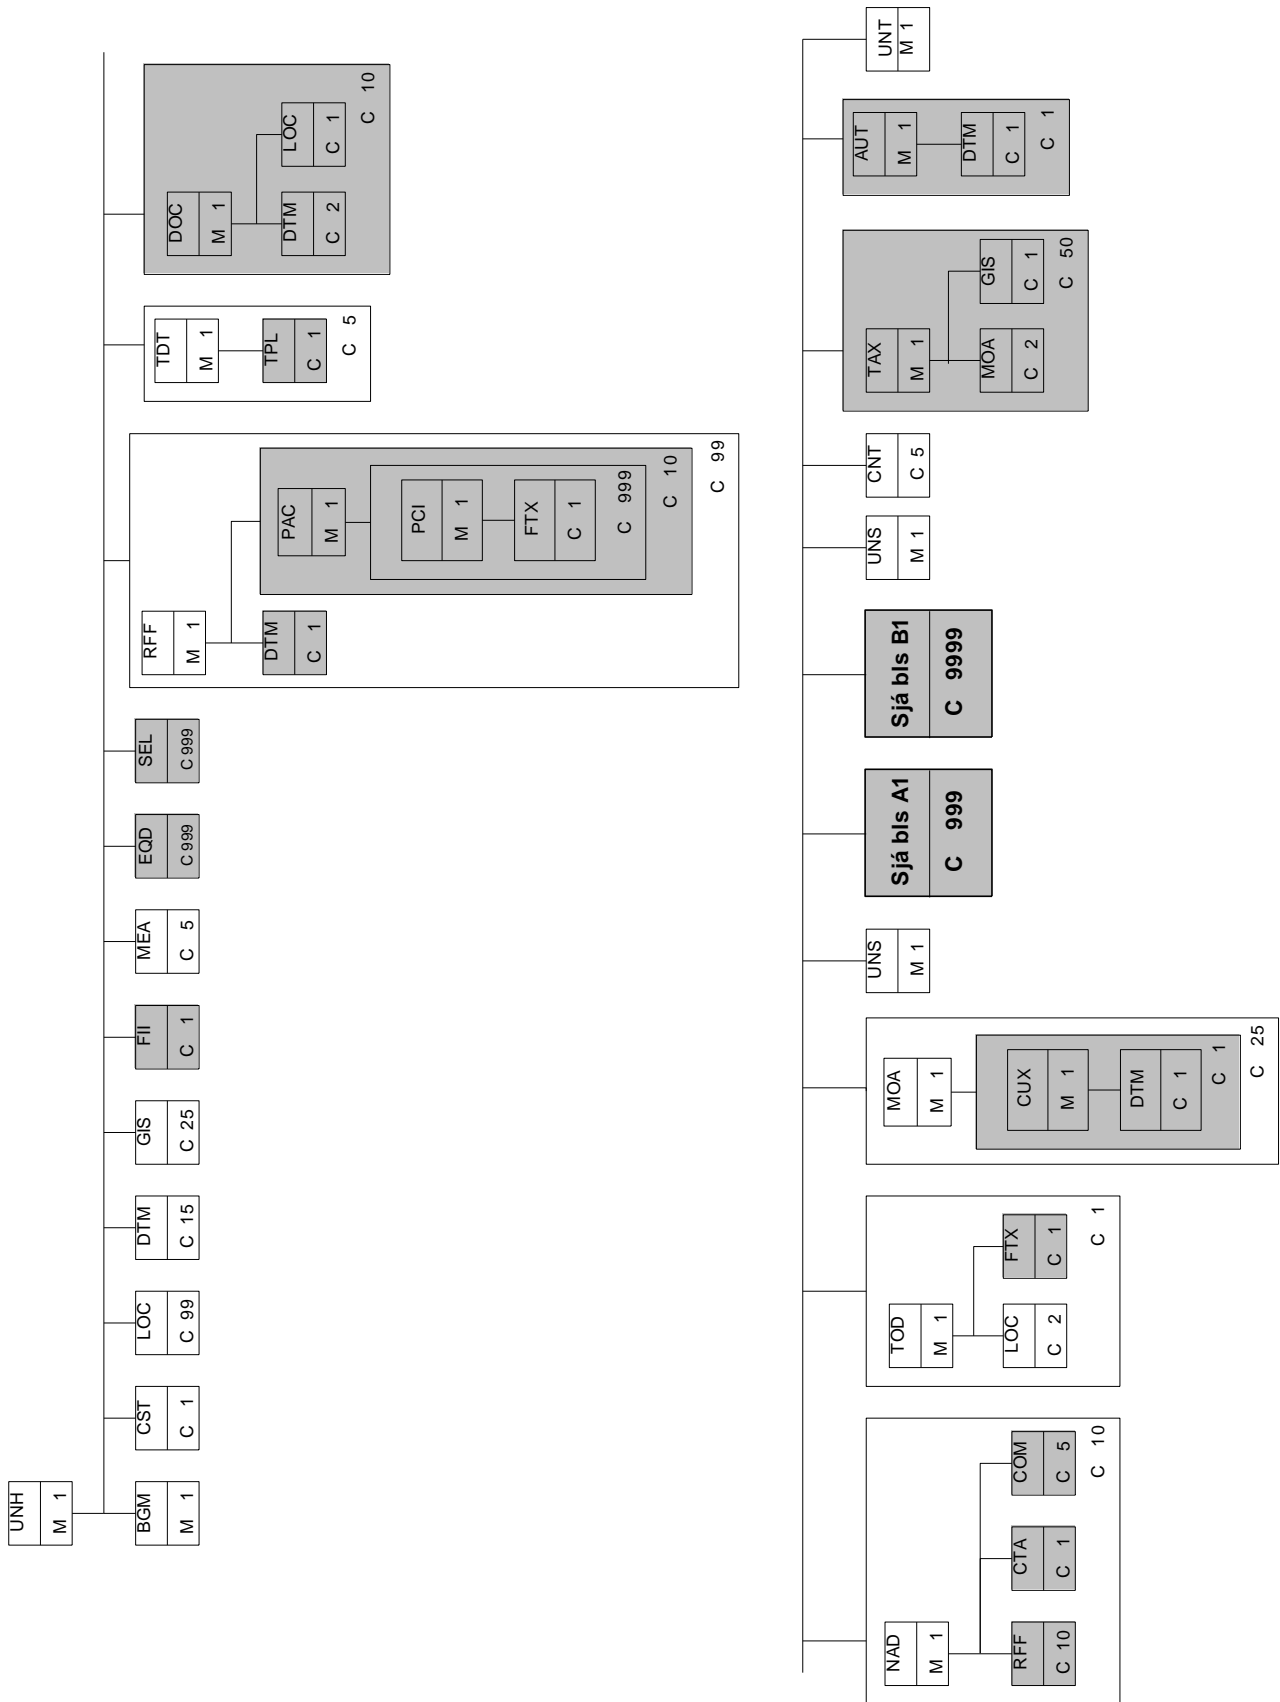 UNH
M 1
BGM
M 1
CST
C 1
LOC
C 99
DTM
C 15
GIS
C 25
FII
C 1
MEA
C 5
EQD
C 999
SEL
C 999
RFF
M 1
DTM
C 1
PAC
M 1
PCI
M 1
FTX
C 1
C 999
C 10
C 99
TDT
M 1
TPL
C 1
C 5
DOC
M 1
DTM
C 2
LOC
C 1
C 10
NAD
M 1
RFF
C 10
CTA
C 1
COM
C 5
C 10
TOD
M 1
LOC
C 2
FTX
C 1
C 1
MOA
M 1
CUX
M 1
DTM
C 1
C 1
C 25
UNS
M 1
Sjá bls A1
C 999
Sjá bls B1
C 9999
UNS
M 1
CNT
C 5
TAX
M 1
MOA
C 2
GIS
C 1
C 50
AUT
M 1
DTM
C 1
C 1
UNT
M 1